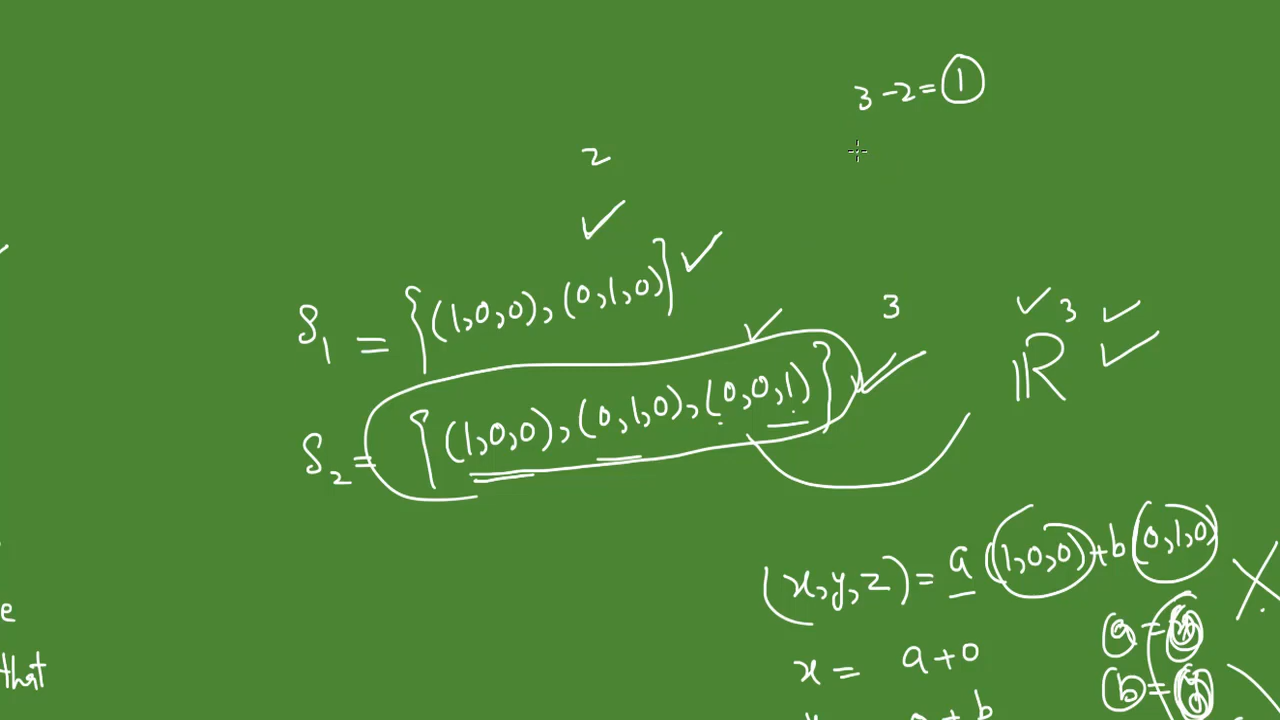 3 - 2 = 1
2
S₁ = {(1,0,0), (0,1,0)}
3
ℝ³
S₂ = {(1,0,0), (0,1,0), (0,0,1)}
(x,y,z) = a(1,0,0) + b(0,1,0)
e
a =
x = a + 0
that
b =
+ b